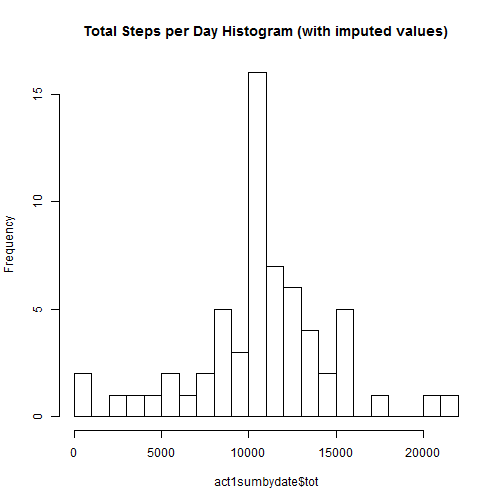 Total Steps per Day Histogram (with imputed values)
Frequency
15
10
5
0
0 5000 10000 15000 20000
act1sumbydate$tot